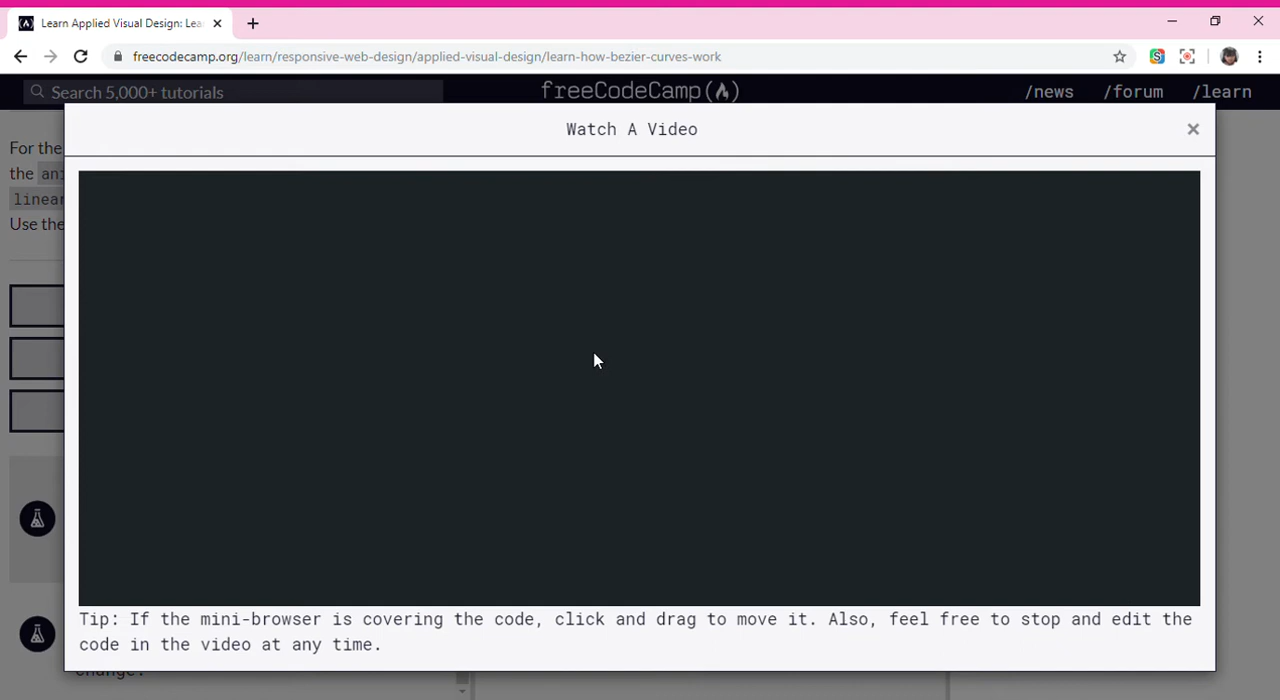 Learn Applied Visual Design: Lea
freecodecamp.org/learn/responsive-web-design/applied-visual-design/learn-how-bezier-curves-work
Search 5,000+ tutorials
freeCodeCamp
/news
/forum
/learn
Watch A Video
For the
the
linear
Use the
Tip: If the mini-browser is covering the code, click and drag to move it. Also, feel free to stop and edit the
code in the video at any time.